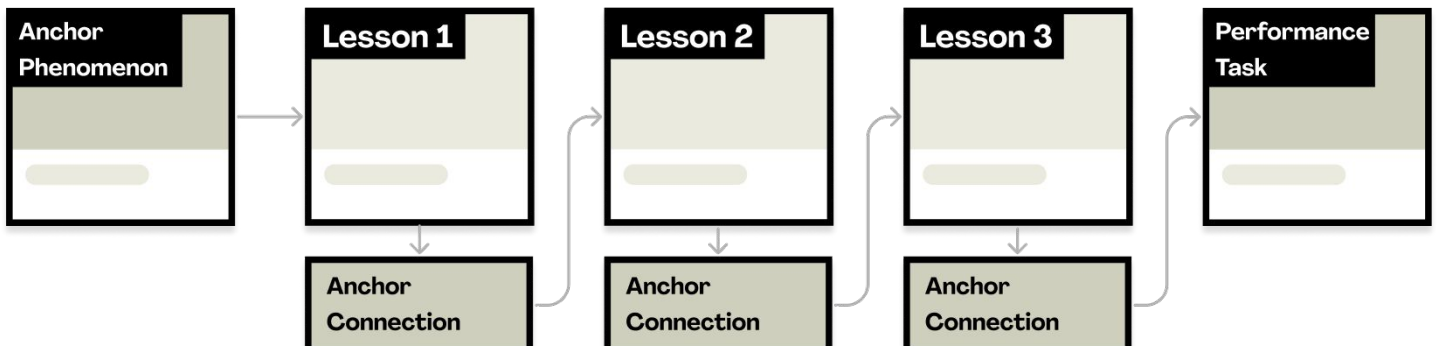 Anchor
Phenomenon
Lesson 1
Lesson 2
Lesson 3
Performance
Task
Anchor
Connection
Anchor
Connection
Anchor
Connection